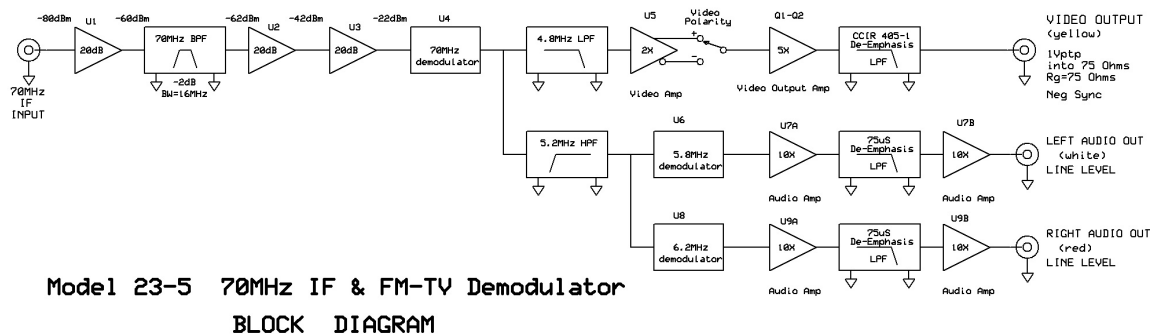 -80dBm
U1
-60dBm
-62dBm
U2
-42dBm
U3
-22dBm
U4
U5
Video
Polarity
Q1-Q2
VIDEO OUTPUT
(yellow)
20dB
70MHz BPF
20dB
20dB
70MHz
demodulator
4.8MHz LPF
2X
+
-
5X
CCIR 405-1
De-Emphasis
LPF
1Vptp
into 75 Ohms
Rg=75 Ohms
Neg Sync
-2dB
BW=16MHz
70MHz
IF
INPUT
Video Amp
Video Output Amp
U6
U7A
U7B
5.2MHz HPF
5.8MHz
demodulator
10X
75uS
De-Emphasis
LPF
10X
LEFT AUDIO OUT
(white)
LINE LEVEL
Audio Amp
Audio Amp
U8
U9A
U9B
6.2MHz
demodulator
10X
75uS
De-Emphasis
LPF
10X
RIGHT AUDIO OUT
(red)
LINE LEVEL
Audio Amp
Audio Amp
Model 23-5 70MHz IF & FM-TV Demodulator
BLOCK DIAGRAM